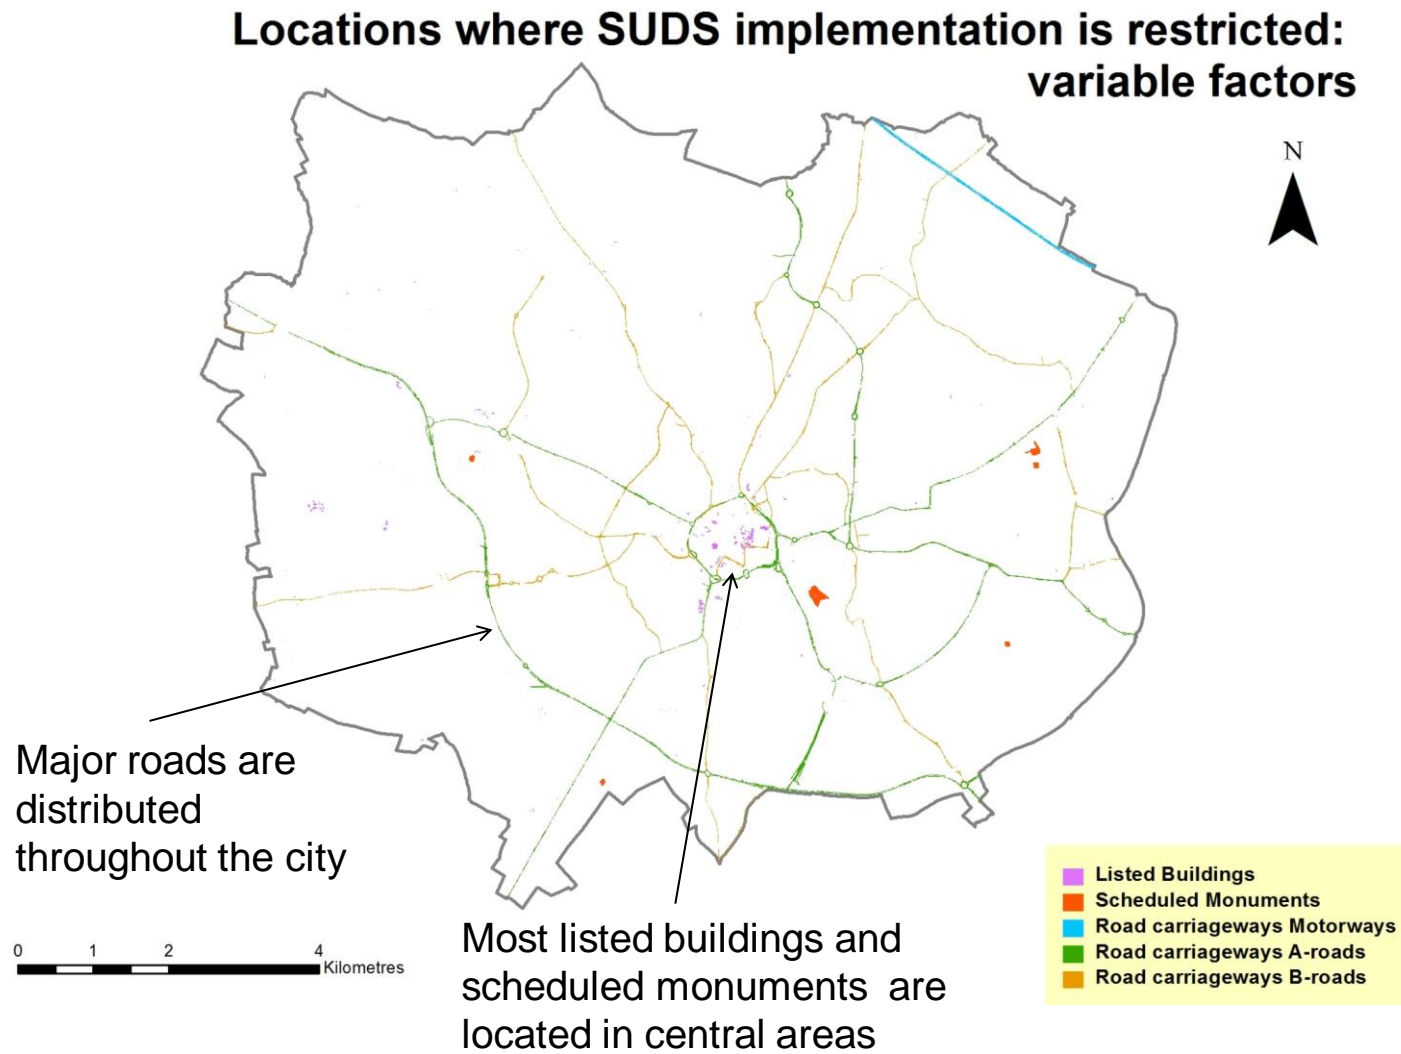 Locations where SUDS implementation is restricted:
variable factors
N
Major roads are
distributed
throughout the city
Most listed buildings and
scheduled monuments are
located in central areas
0 1 2 4
Kilometres
Listed Buildings
Scheduled Monuments
Road carriageways Motorways
Road carriageways A-roads
Road carriageways B-roads